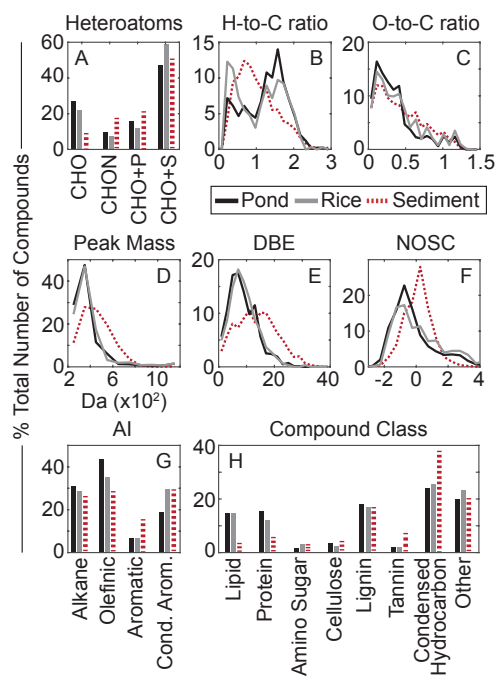 Heteroatoms H-to-C ratio O-to-C ratio
% Total Number of Compounds
60
40
20
0
A
CHO
CHON
CHO+P
CHO+S
15
10
5
0
B
0 1 2 3
20
10
0
C
0 0.5 1.0 1.5
Pond Rice Sediment
Peak Mass DBE NOSC
40
20
0
D
2 6 10
Da (x10²)
20
10
0
E
0 20 40
30
20
10
0
F
-2 0 2 4
AI Compound Class
40
20
0
G
Alkane
Olefinic
Aromatic
Cond. Arom.
40
20
0
H
Lipid
Protein
Amino Sugar
Cellulose
Lignin
Tannin
Condensed
Hydrocarbon
Other